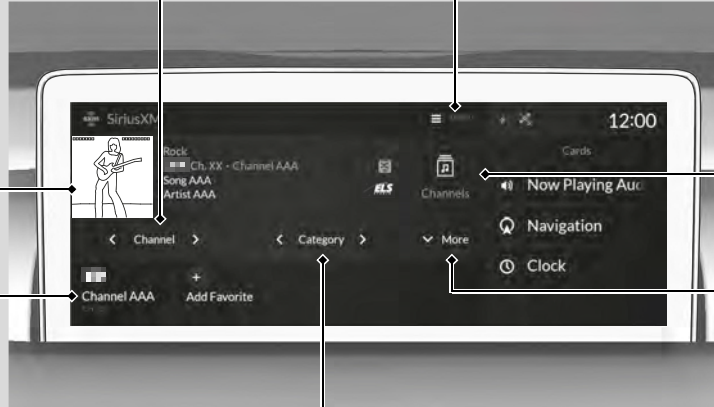 SiriusXM
12:00
Rock
Ch. XX - Channel AAA
Song AAA
Artist AAA
ELS
Channels
Cards
Now Playing Aud
Navigation
Clock
Channel
Category
More
Channel AAA
Add Favorite